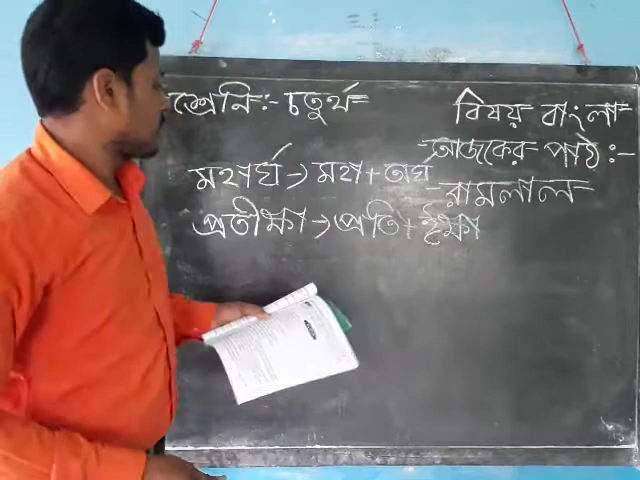 শ্রেনি:- চতুর্থ
বিষয় বাংলা
আজকের পাঠ:-
রামলাল
মহার্ঘ → মহা + অর্ঘ
প্রতীক্ষা → প্রতি + ঈক্ষা